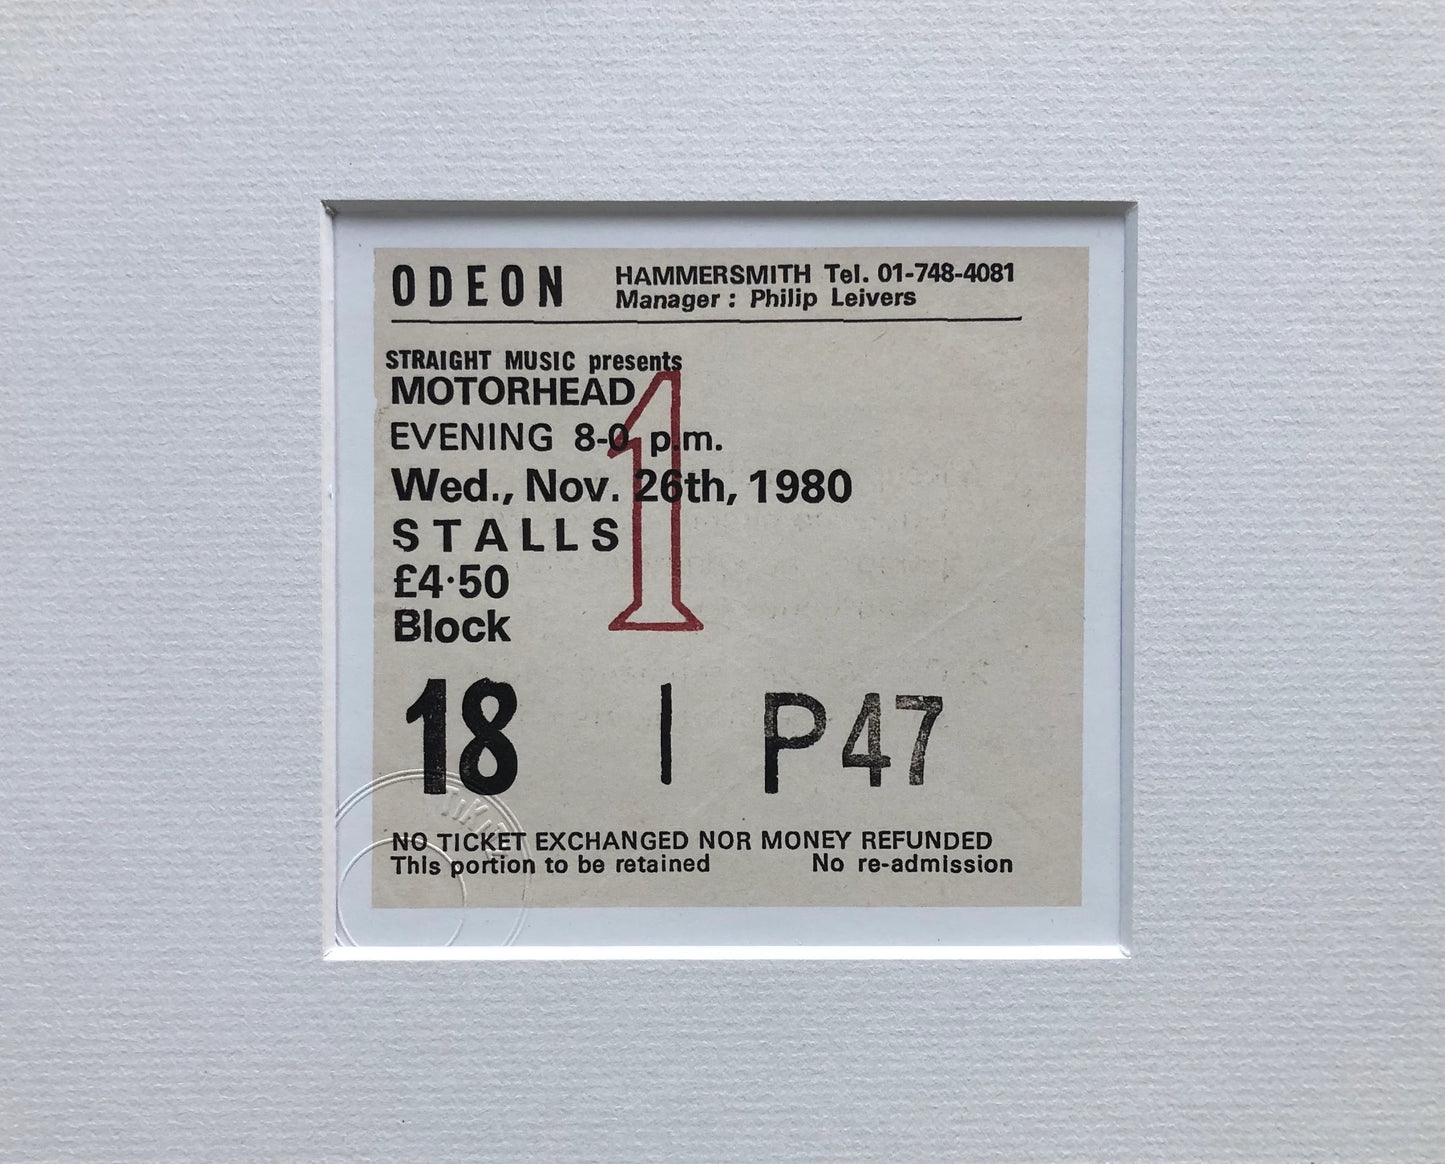 ODEON HAMMERSMITH Tel. 01-748-4081
Manager : Philip Leivers
STRAIGHT MUSIC presents
MOTORHEAD
EVENING 8-0 p.m.
Wed., Nov. 26th, 1980
STALLS
£4·50
Block
1
18 | P47
NO TICKET EXCHANGED NOR MONEY REFUNDED
This portion to be retained No re-admission